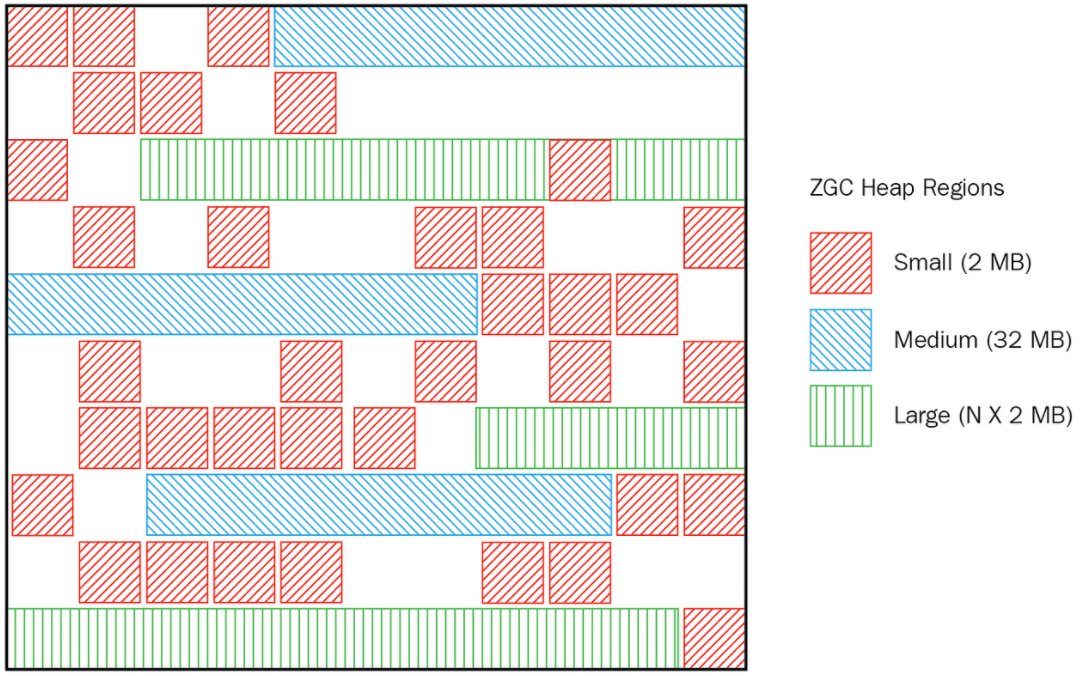 ZGC Heap Regions
Small (2 MB)
Medium (32 MB)
Large (N X 2 MB)